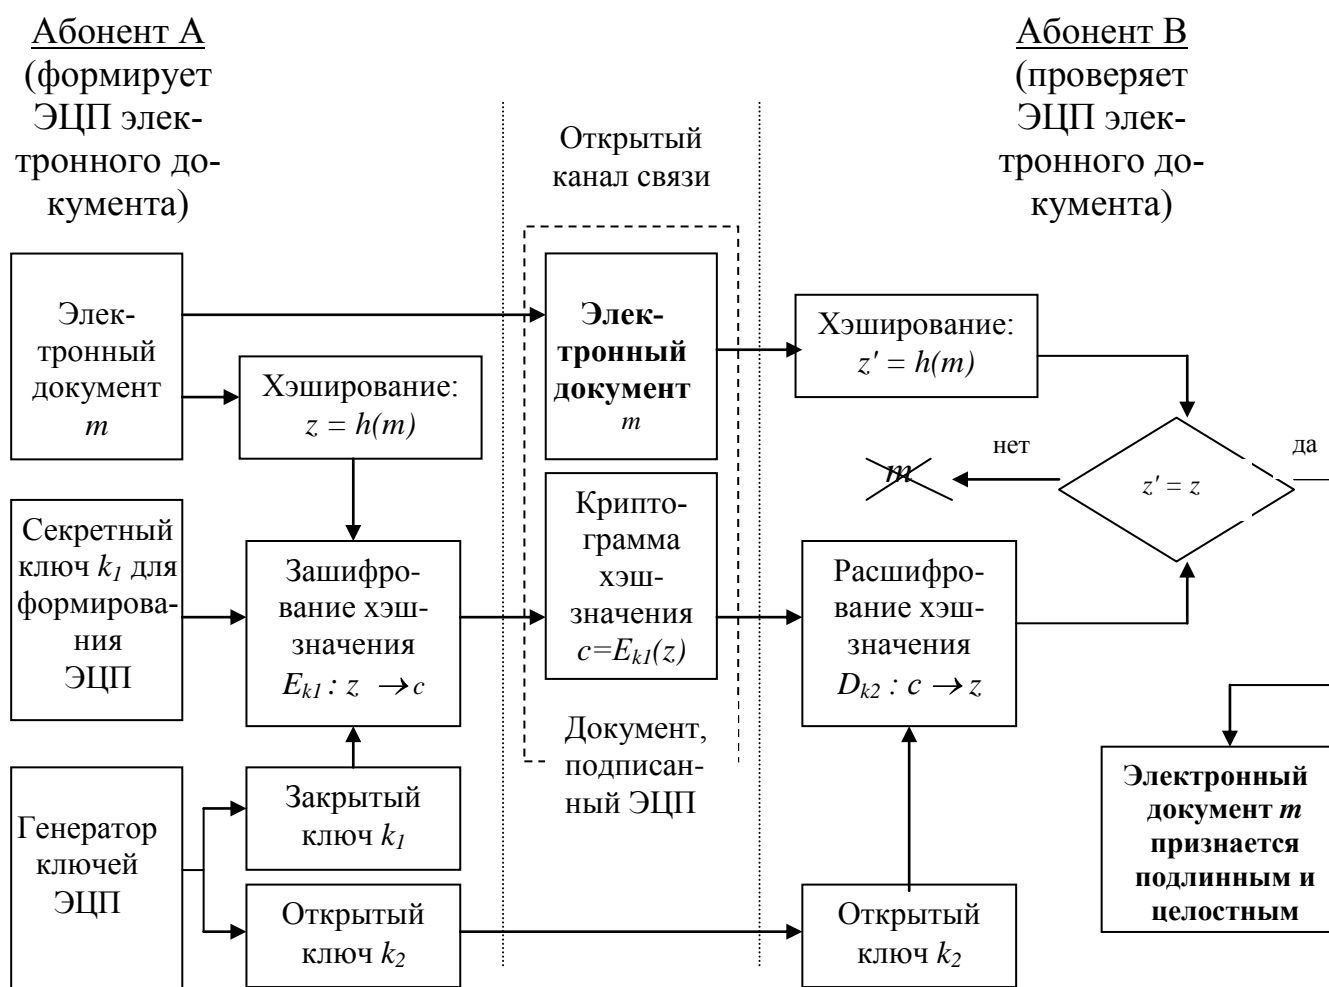 Абонент А
(формирует
ЭЦП элек-
тронного до-
кумента)
Открытый
канал связи
Абонент В
(проверяет
ЭЦП элек-
тронного до-
кумента)
Элек-
тронный
документ
m
Хэширование:
z = h(m)
Элек-
тронный
документ
m
Хэширование:
z' = h(m)
нет
да
m
z' = z
Секретный
ключ k1 для
формирова-
ния
ЭЦП
Зашифро-
вание хэш-
значения
Ek1 : z → c
Крипто-
грамма
хэш-
значения
c=Ek1(z)
Расшифро-
вание хэш-
значения
Dk2 : c → z
Документ,
подписан-
ный ЭЦП
Генератор
ключей
ЭЦП
Закрытый
ключ k1
Открытый
ключ k2
Открытый
ключ k2
Электронный
документ m
признается
подлинным и
целостным